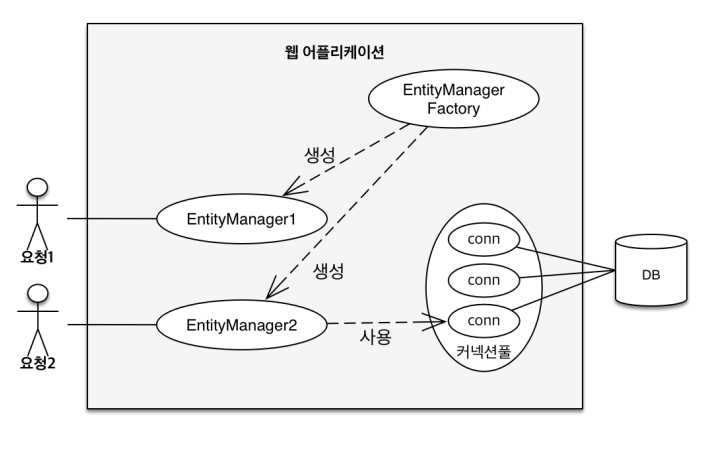 웹 어플리케이션
EntityManager
Factory
생성
EntityManager1
요청1
생성
EntityManager2
요청2
사용
conn
conn
conn
커넥션풀
DB